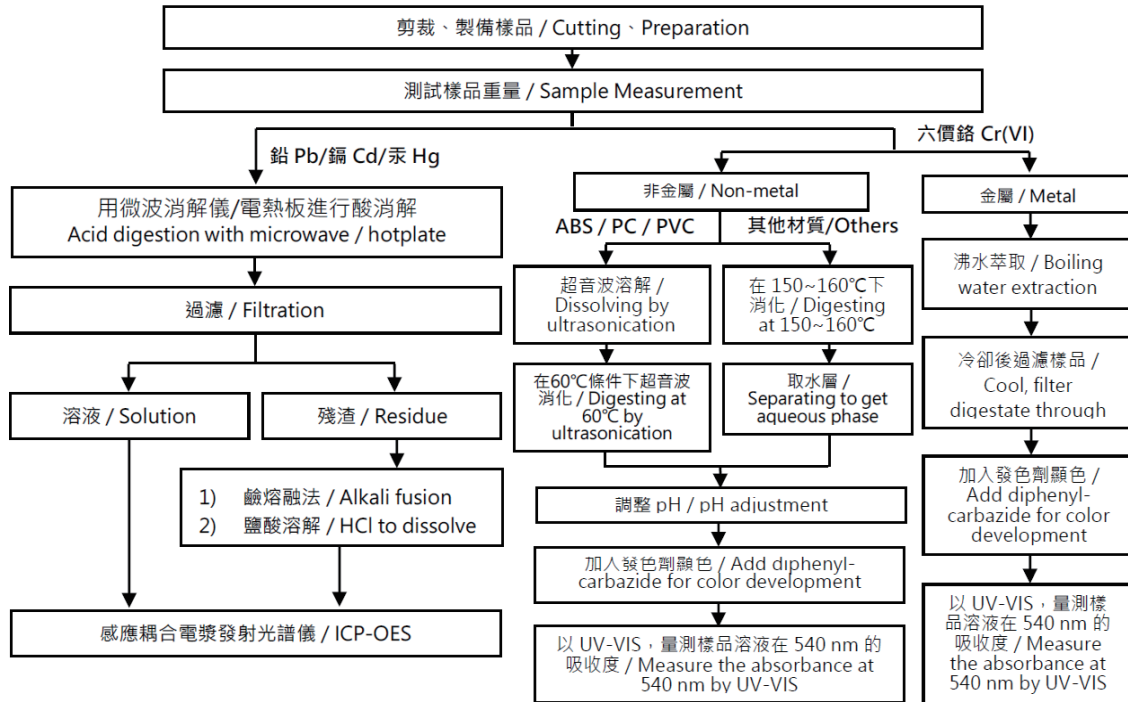 剪裁、製備樣品 / Cutting、Preparation
測試樣品重量 / Sample Measurement
鉛 Pb/鎘 Cd/汞 Hg
六價鉻 Cr(VI)
用微波消解儀/電熱板進行酸消解
Acid digestion with microwave / hotplate
過濾 / Filtration
溶液 / Solution
殘渣 / Residue
1) 鹼熔融法 / Alkali fusion
2) 鹽酸溶解 / HCl to dissolve
感應耦合電漿發射光譜儀 / ICP-OES
非金屬 / Non-metal
ABS / PC / PVC
其他材質/Others
超音波溶解 /
Dissolving by
ultrasonication
在60℃條件下超音波
消化 / Digesting at
60℃ by
ultrasonication
在 150~160℃下
消化 / Digesting
at 150~160℃
取水層 /
Separating to get
aqueous phase
調整 pH / pH adjustment
加入發色劑顯色 / Add diphenyl-
carbazide for color development
以 UV-VIS，量測樣品溶液在 540 nm 的
吸收度 / Measure the absorbance at
540 nm by UV-VIS
金屬 / Metal
沸水萃取 / Boiling
water extraction
冷卻後過濾樣品 /
Cool, filter
digestate through
加入發色劑顯色 /
Add diphenyl-
carbazide for color
development
以 UV-VIS，量測樣
品溶液在 540 nm 的
吸收度 / Measure
the absorbance at
540 nm by UV-VIS